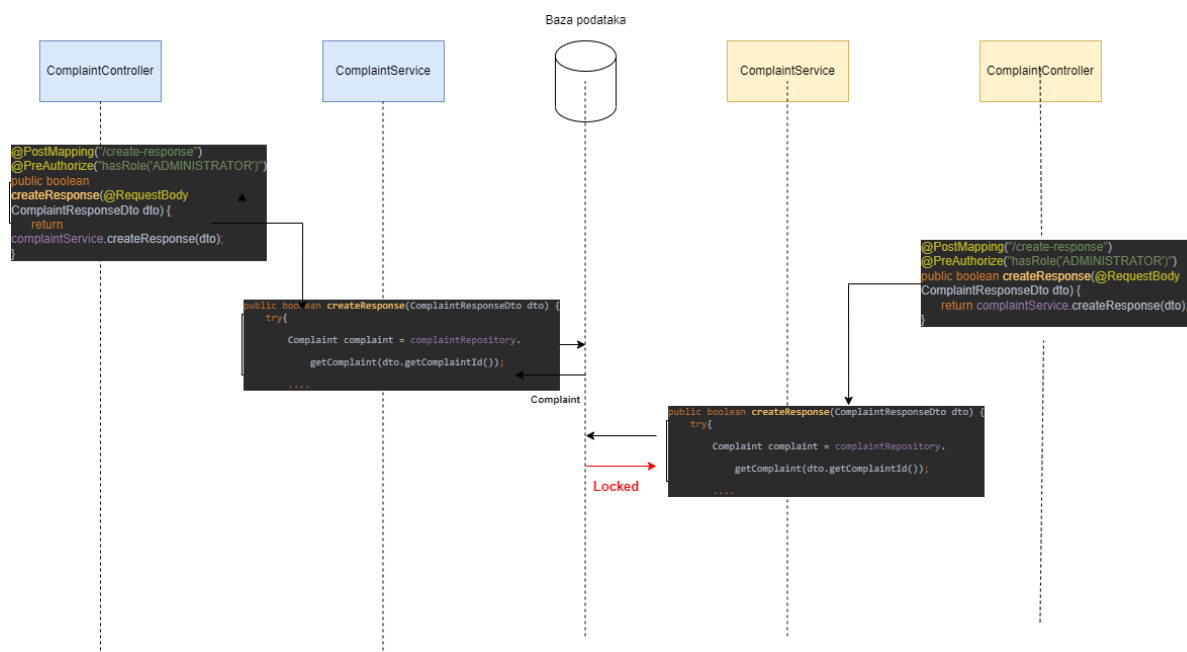 Baza podataka
ComplaintController
ComplaintService
ComplaintService
ComplaintController
@PostMapping("/create-response")
@PreAuthorize("hasRole('ADMINISTRATOR')")
public boolean
createResponse(@RequestBody
ComplaintResponseDto dto) {
return
complaintService.createResponse(dto);
}
@PostMapping("/create-response")
@PreAuthorize("hasRole('ADMINISTRATOR')")
public boolean createResponse(@RequestBody
ComplaintResponseDto dto) {
return complaintService.createResponse(dto);
}
public boolean createResponse(ComplaintResponseDto dto) {
try{
Complaint complaint = complaintRepository.
getComplaint(dto.getComplaintId());
....
Complaint
public boolean createResponse(ComplaintResponseDto dto) {
try{
Complaint complaint = complaintRepository.
getComplaint(dto.getComplaintId());
....
Locked